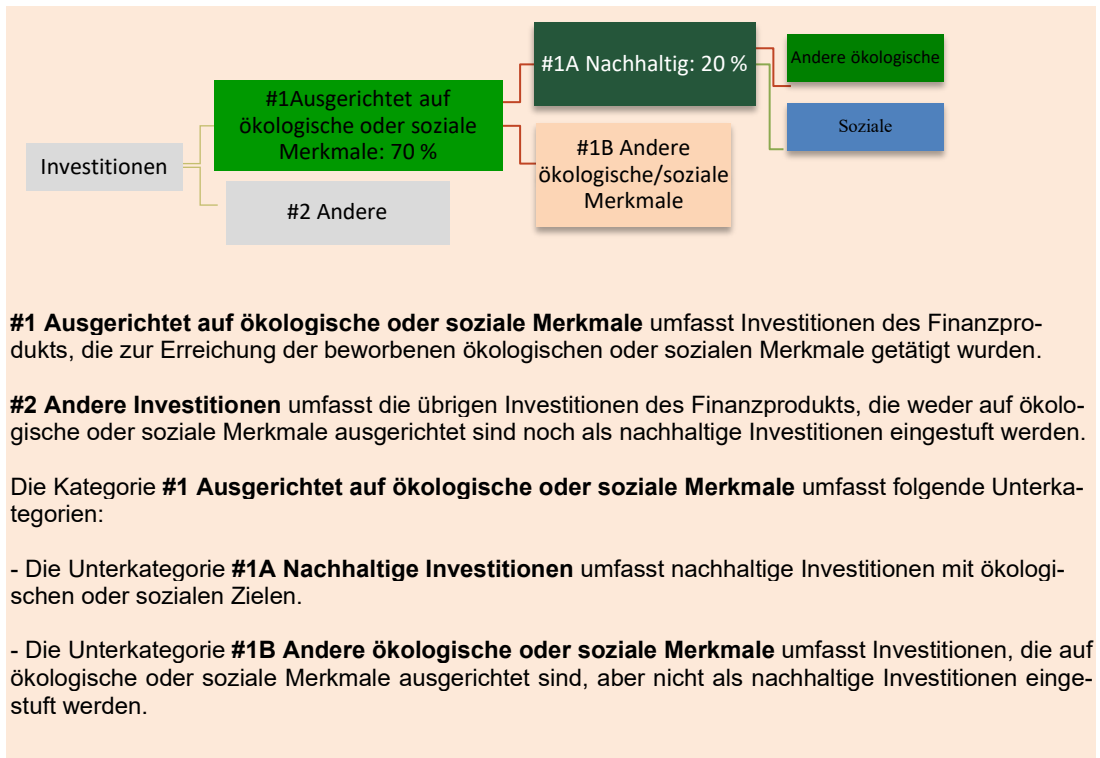 Investitionen
#1Ausgerichtet auf
ökologische oder soziale
Merkmale: 70 %
#2 Andere
#1A Nachhaltig: 20 %
#1B Andere
ökologische/soziale
Merkmale
Andere ökologische
Soziale
#1 Ausgerichtet auf ökologische oder soziale Merkmale umfasst Investitionen des Finanzpro-
dukts, die zur Erreichung der beworbenen ökologischen oder sozialen Merkmale getätigt wurden.
#2 Andere Investitionen umfasst die übrigen Investitionen des Finanzprodukts, die weder auf ökolo-
gische oder soziale Merkmale ausgerichtet sind noch als nachhaltige Investitionen eingestuft werden.
Die Kategorie #1 Ausgerichtet auf ökologische oder soziale Merkmale umfasst folgende Unterka-
tegorien:
- Die Unterkategorie #1A Nachhaltige Investitionen umfasst nachhaltige Investitionen mit ökologi-
schen oder sozialen Zielen.
- Die Unterkategorie #1B Andere ökologische oder soziale Merkmale umfasst Investitionen, die auf
ökologische oder soziale Merkmale ausgerichtet sind, aber nicht als nachhaltige Investitionen einge-
stuft werden.